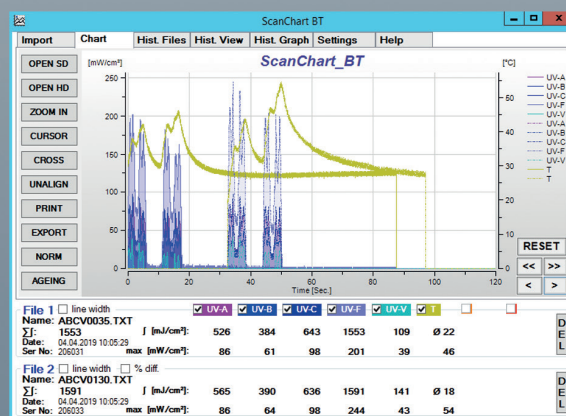 ScanChart BT
Import Chart Hist. Files Hist. View Hist. Graph Settings Help
OPEN SD
OPEN HD
ZOOM IN
CURSOR
CROSS
UNALIGN
PRINT
EXPORT
NORM
AGEING
[mW/cm²] ScanChart_BT [°C]
250
200
150
100
50
0
0 20 40 60 80 100 120
Time [Sec.]
60
50
40
30
20
10
0
UV-A
UV-B
UV-C
UV-F
UV-V
UV-A
UV-B
UV-C
UV-F
UV-V
T
T
RESET
<< >>
< >
File 1 line width UV-A UV-B UV-C UV-F UV-V T
Name: ABCV0035.TXT
∑∫: 1553 ∫ [mJ/cm²]: 526 384 643 1553 109 Ø 22
Date: 04.04.2019 10:05:29
Ser No: 206031 max [mW/cm²]: 86 61 98 201 39 46
DEL
File 2 line width % diff.
Name: ABCV0130.TXT
∑∫: 1591 ∫ [mJ/cm²]: 565 390 636 1591 141 Ø 18
Date: 04.04.2019 10:05:29
Ser No: 206033 max [mW/cm²]: 86 64 98 244 43 54
DEL